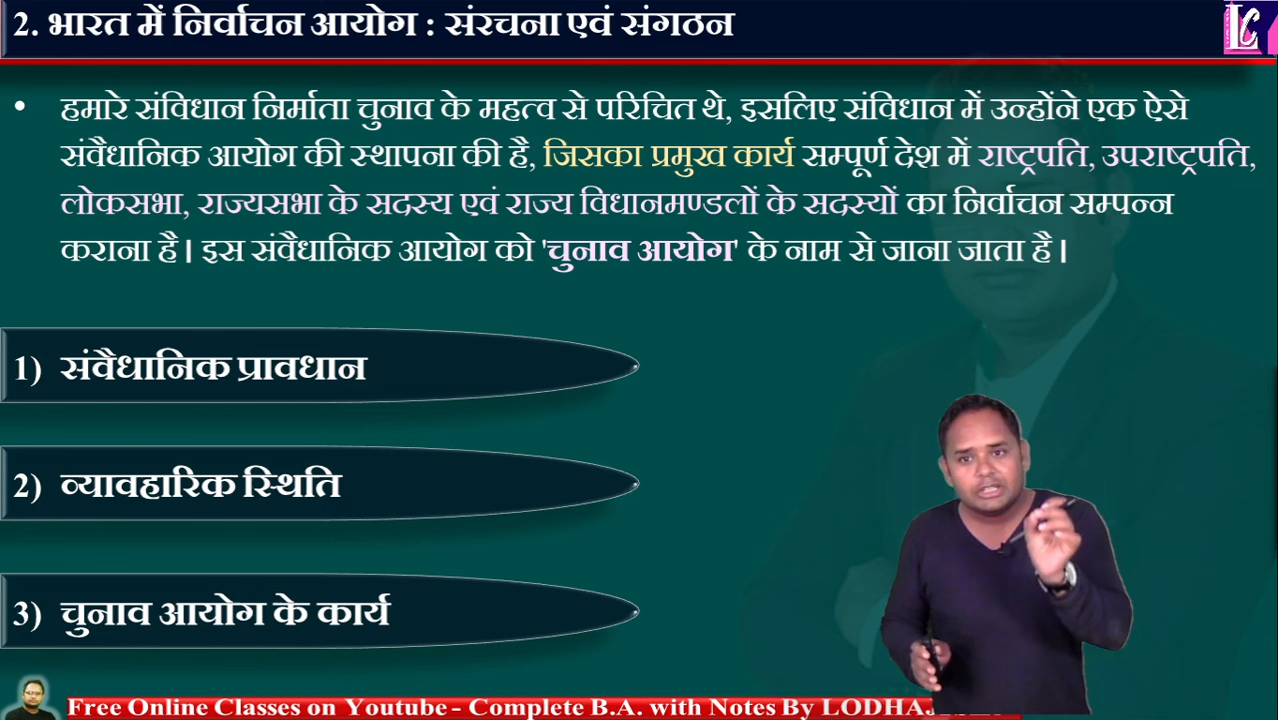 2. भारत में निर्वाचन आयोग : संरचना एवं संगठन
LC
• हमारे संविधान निर्माता चुनाव के महत्व से परिचित थे, इसलिए संविधान में उन्होंने एक ऐसे
संवैधानिक आयोग की स्थापना की है, जिसका प्रमुख कार्य सम्पूर्ण देश में राष्ट्रपति, उपराष्ट्रपति,
लोकसभा, राज्यसभा के सदस्य एवं राज्य विधानमण्डलों के सदस्यों का निर्वाचन सम्पन्न
कराना है। इस संवैधानिक आयोग को 'चुनाव आयोग' के नाम से जाना जाता है।
1) संवैधानिक प्रावधान
2) व्यावहारिक स्थिति
3) चुनाव आयोग के कार्य
Free Online Classes on Youtube - Complete B.A. with Notes By